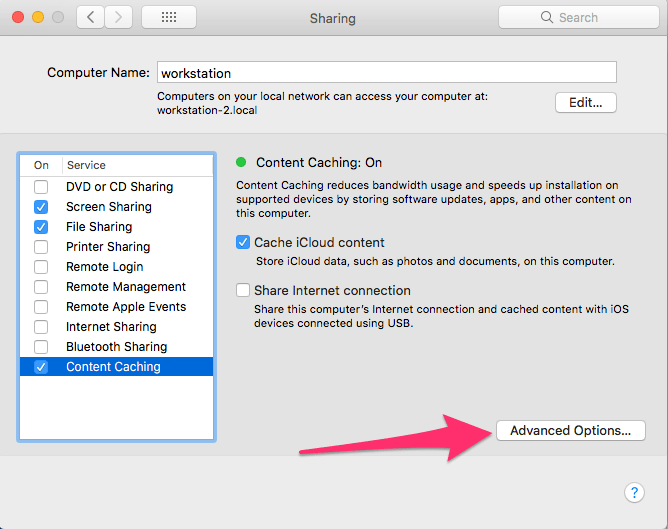 Sharing
Search
Computer Name:
workstation
Computers on your local network can access your computer at:
workstation-2.local
Edit...
On Service
DVD or CD Sharing
Screen Sharing
File Sharing
Printer Sharing
Remote Login
Remote Management
Remote Apple Events
Internet Sharing
Bluetooth Sharing
Content Caching
Content Caching: On
Content Caching reduces bandwidth usage and speeds up installation on
supported devices by storing software updates, apps, and other content on
this computer.
Cache iCloud content
Store iCloud data, such as photos and documents, on this computer.
Share Internet connection
Share this computer's Internet connection and cached content with iOS
devices connected using USB.
Advanced Options...
?